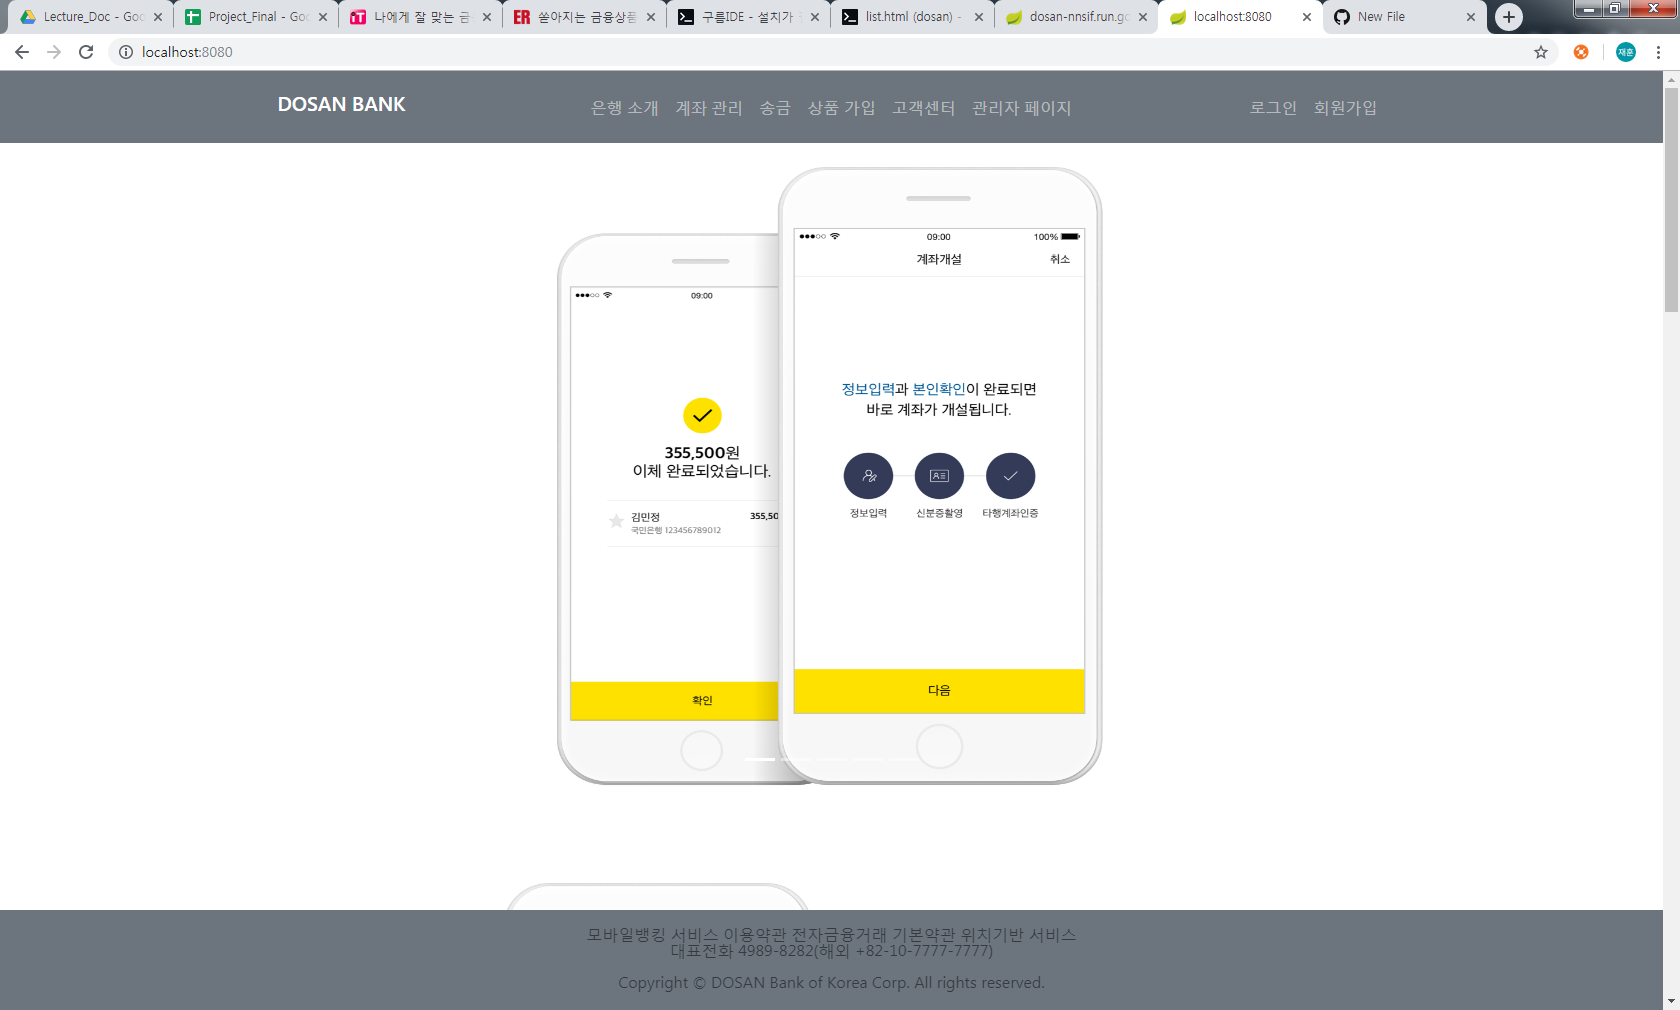 Lecture_Doc - Goo
Project_Final - Goo
나에게 잘 맞는 금
ER 쏟아지는 금융상품
구름IDE - 설치가
list.html (dosan) -
dosan-nnsif.run.go
localhost:8080
New File
localhost:8080
재훈
DOSAN BANK
은행 소개 계좌 관리 송금 상품 가입 고객센터 관리자 페이지
로그인 회원가입
09:00
355,500원
이체 완료되었습니다.
김민정 355,50
국민은행 123456789012
확인
09:00 100%
계좌개설 취소
정보입력과 본인확인이 완료되면
바로 계좌가 개설됩니다.
정보입력 신분증촬영 타행계좌인증
다음
모바일뱅킹 서비스 이용약관 전자금융거래 기본약관 위치기반 서비스
대표전화 4989-8282(해외 +82-10-7777-7777)
Copyright © DOSAN Bank of Korea Corp. All rights reserved.